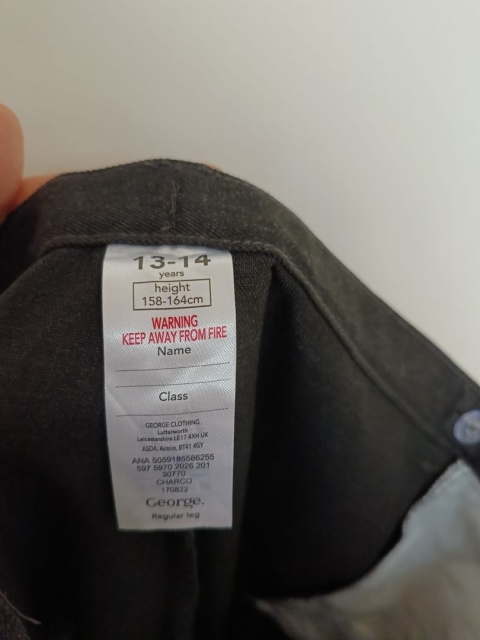 13-14
years
height
158-164cm
WARNING
KEEP AWAY FROM FIRE
Name
Class
GEORGE CLOTHING
Lutterworth
Leicestershire LE17 4XH UK
ASDA, Antrim, BT41 4GY
ANA 5059186586255
597 5970 2026 201
30770
CHARCO
170823
George.
Regular leg